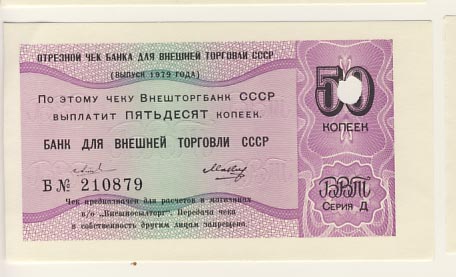 ОТРЕЗНОЙ ЧЕК БАНКА ДЛЯ ВНЕШНЕЙ ТОРГОВЛИ СССР
(ВЫПУСК 1979 ГОДА)
ПО ЭТОМУ ЧЕКУ ВНЕШТОРГБАНК СССР
ВЫПЛАТИТ ПЯТЬДЕСЯТ КОПЕЕК.
БАНК ДЛЯ ВНЕШНЕЙ ТОРГОВЛИ СССР
Б № 210879
Чек предназначен для расчетов в магазинах
в/о „Внешпосылторг". Передача чека
в собственность другим лицам запрещена.
50
КОПЕЕК
БВТ
СЕРИЯ Д